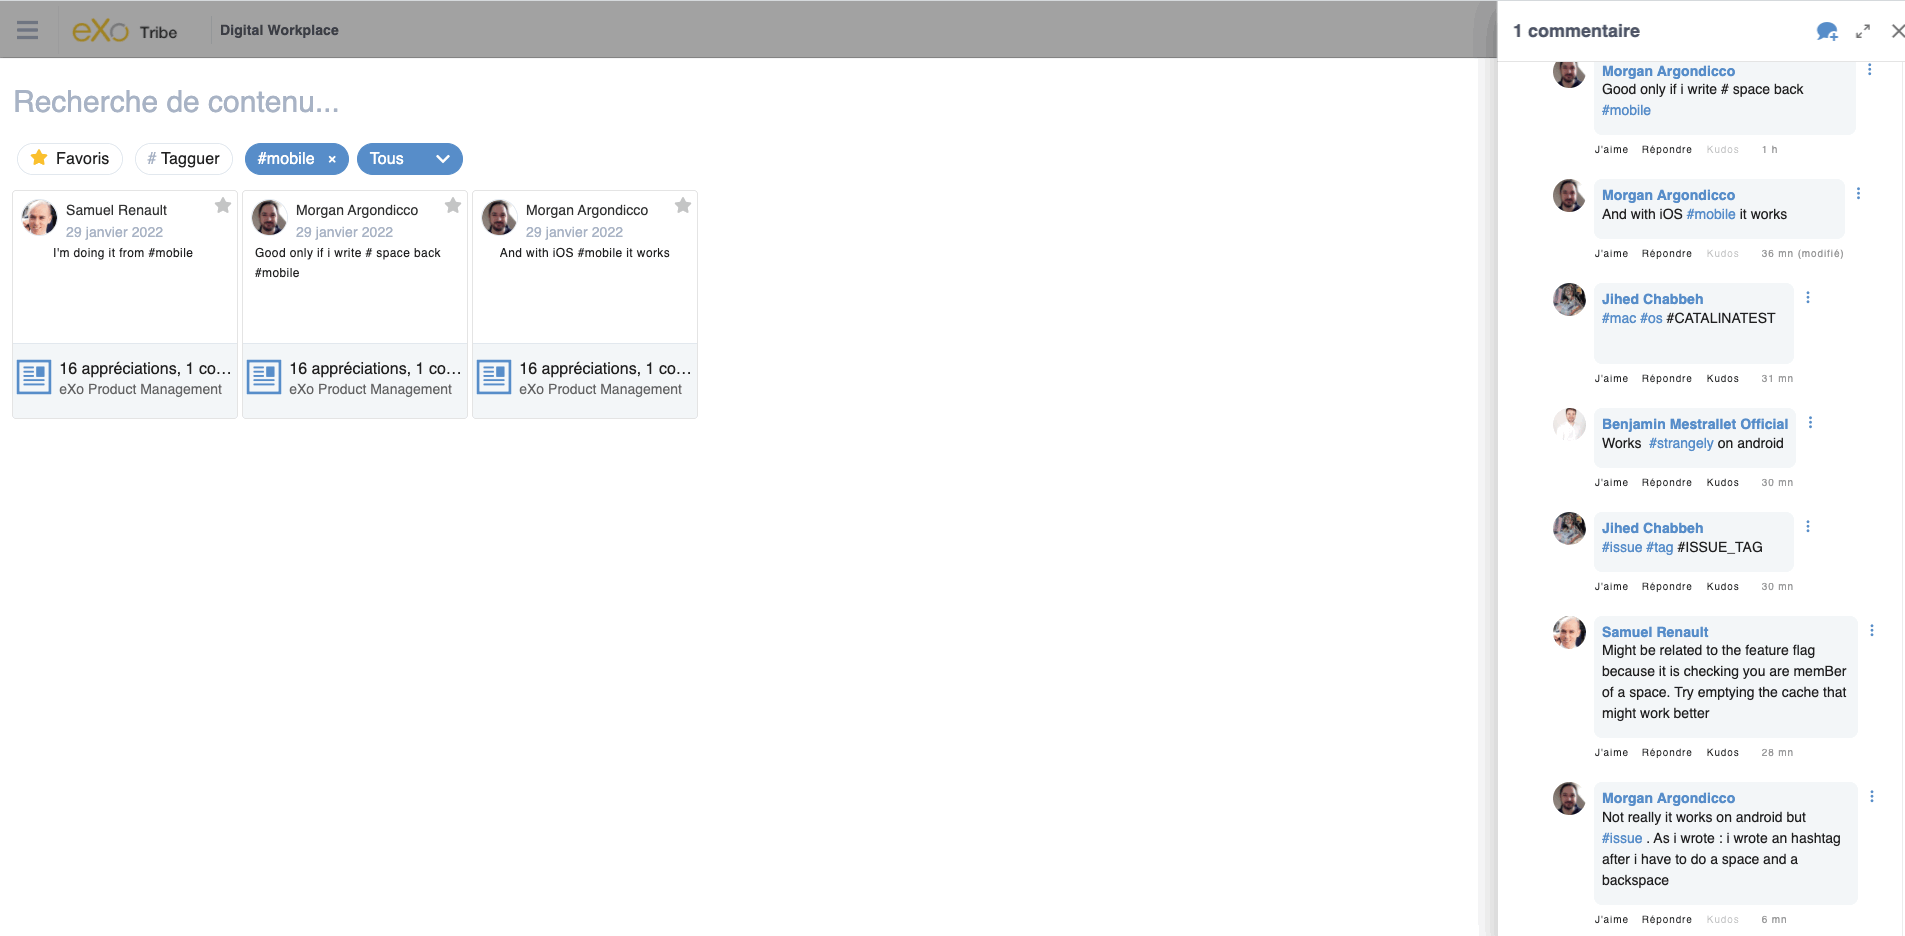 eXo Tribe
Digital Workplace
Recherche de contenu...
Favoris
# Tagguer
#mobile ×
Tous
Samuel Renault
29 janvier 2022
I'm doing it from #mobile
16 appréciations, 1 co...
eXo Product Management
Morgan Argondicco
29 janvier 2022
Good only if i write # space back
#mobile
16 appréciations, 1 co...
eXo Product Management
Morgan Argondicco
29 janvier 2022
And with iOS #mobile it works
16 appréciations, 1 co...
eXo Product Management
1 commentaire
Morgan Argondicco
Good only if i write # space back
#mobile
J'aime Répondre Kudos 1 h
Morgan Argondicco
And with iOS #mobile it works
J'aime Répondre Kudos 36 mn (modifié)
Jihed Chabbeh
#mac #os #CATALINATEST
J'aime Répondre Kudos 31 mn
Benjamin Mestrallet Official
Works #strangely on android
J'aime Répondre Kudos 30 mn
Jihed Chabbeh
#issue #tag #ISSUE_TAG
J'aime Répondre Kudos 30 mn
Samuel Renault
Might be related to the feature flag
because it is checking you are memBer
of a space. Try emptying the cache that
might work better
J'aime Répondre Kudos 28 mn
Morgan Argondicco
Not really it works on android but
#issue . As i wrote : i wrote an hashtag
after i have to do a space and a
backspace
J'aime Répondre Kudos 6 mn